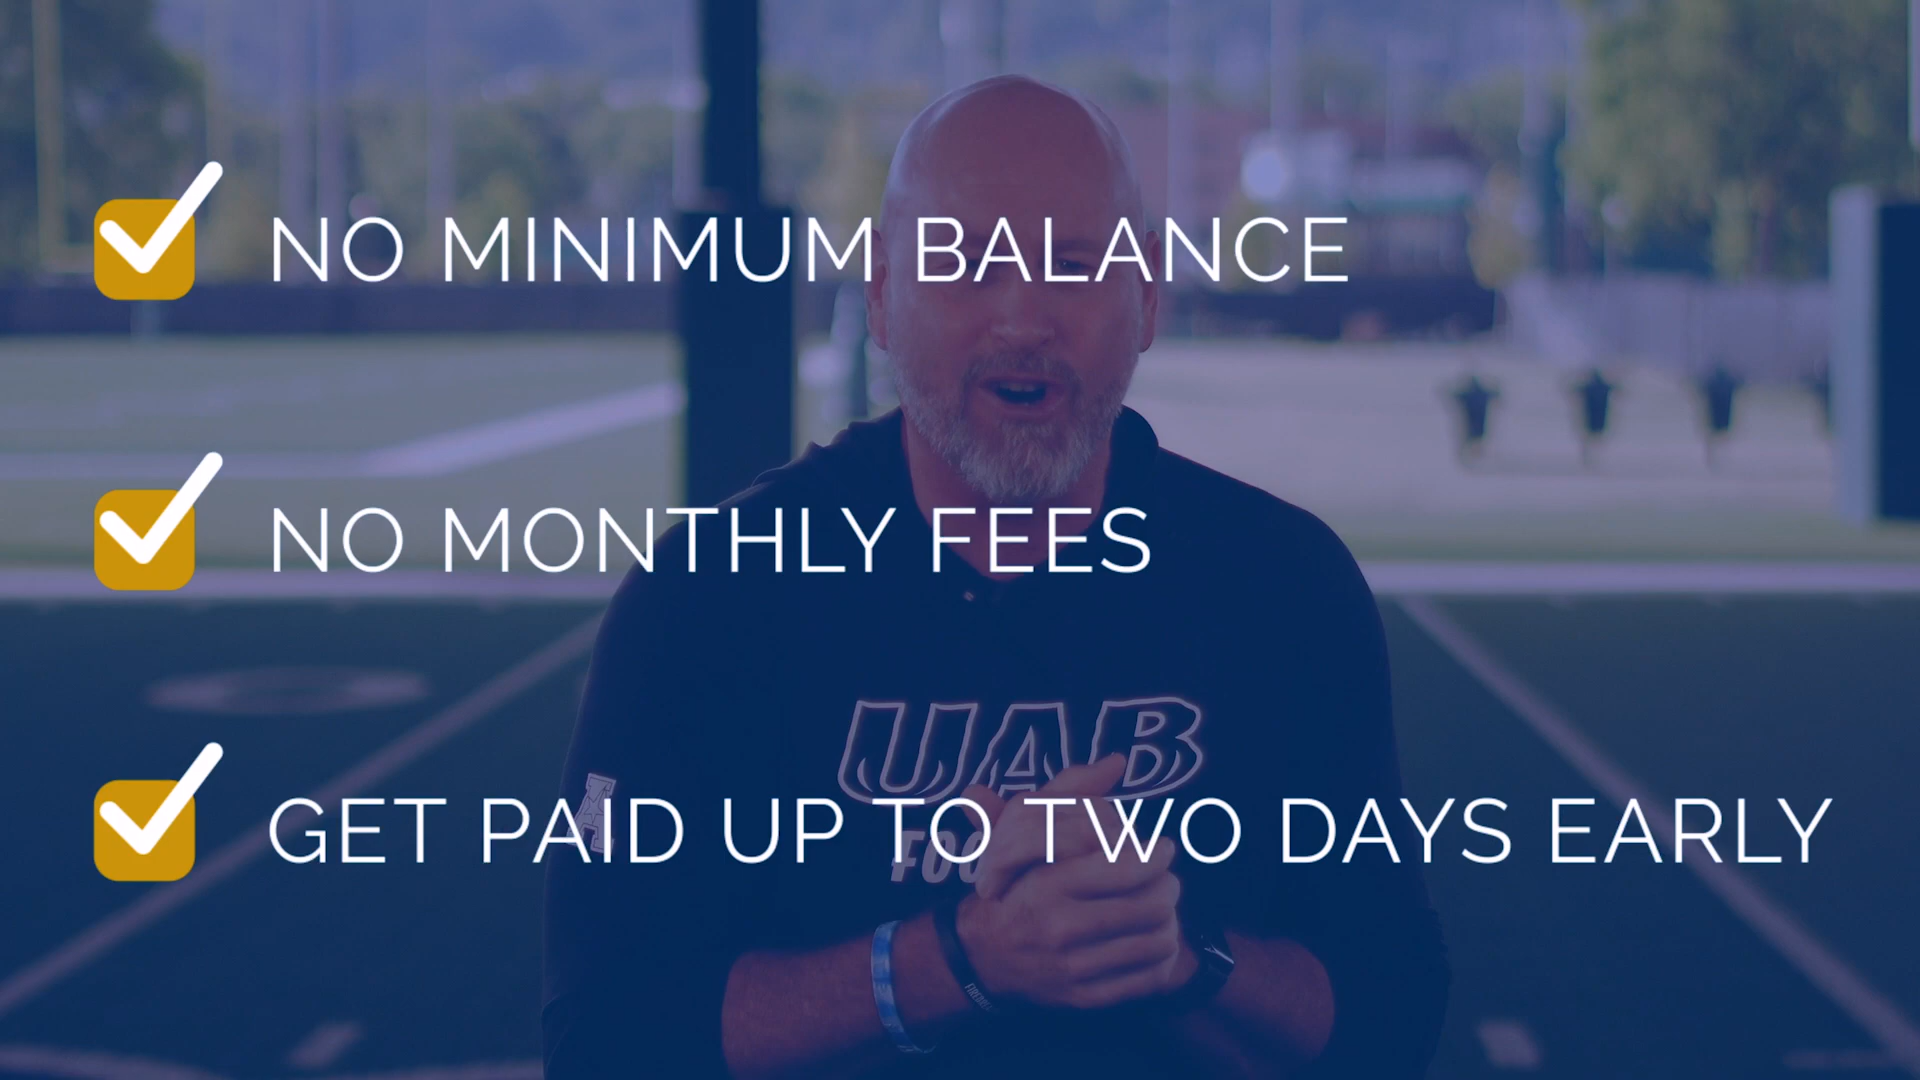 NO MINIMUM BALANCE
NO MONTHLY FEES
UAB
GET PAID UP TO TWO DAYS EARLY